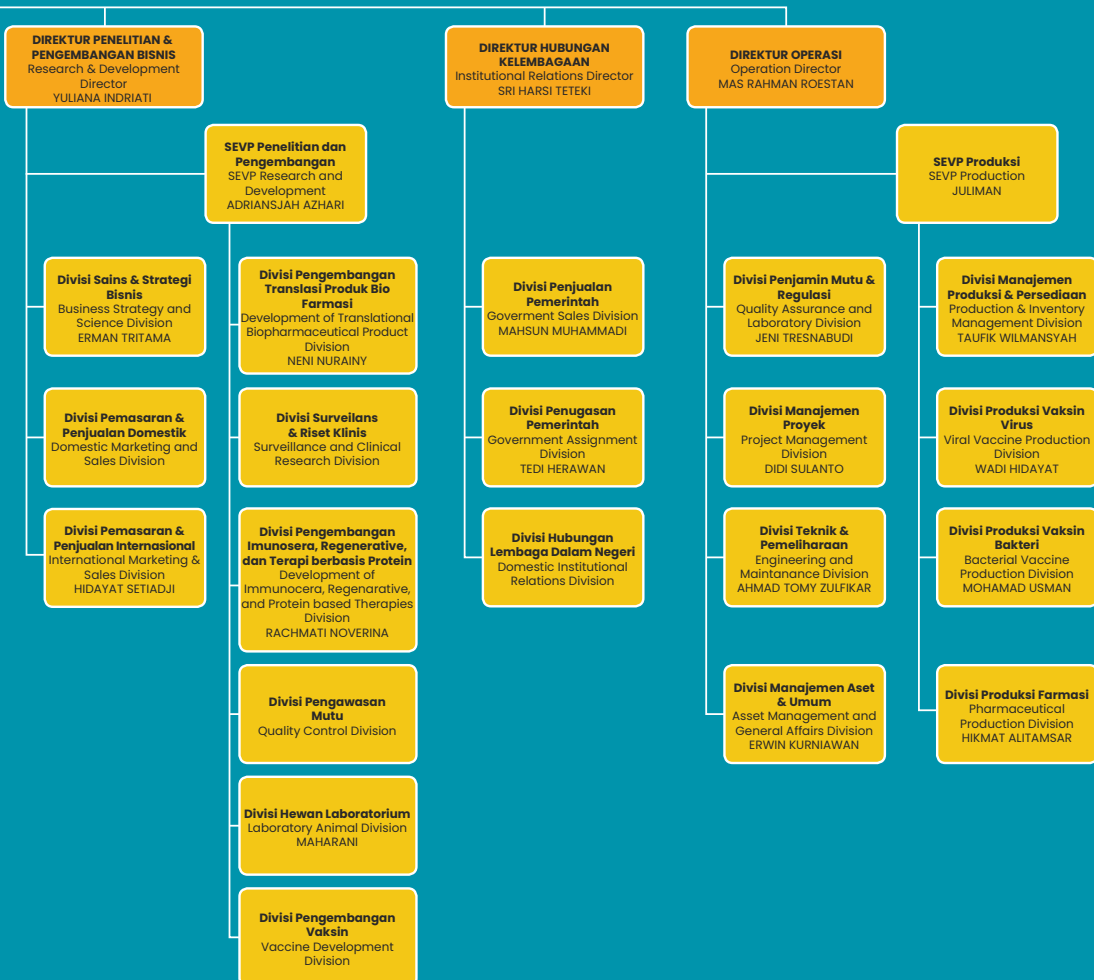 DIREKTUR PENELITIAN &
PENGEMBANGAN BISNIS
Research & Development
Director
YULIANA INDRIATI
DIREKTUR HUBUNGAN
KELEMBAGAAN
Institutional Relations Director
SRI HARSI TETEKI
DIREKTUR OPERASI
Operation Director
MAS RAHMAN ROESTAN
SEVP Penelitian dan
Pengembangan
SEVP Research and
Development
ADRIANSJAH AZHARI
SEVP Produksi
SEVP Production
JULIMAN
Divisi Sains & Strategi
Bisnis
Business Strategy and
Science Division
ERMAN TRITAMA
Divisi Pengembangan
Translasi Produk Bio
Farmasi
Development of Translational
Biopharmaceutical Product
Division
NENI NURAINY
Divisi Penjualan
Pemerintah
Goverment Sales Division
MAHSUN MUHAMMADI
Divisi Penjamin Mutu &
Regulasi
Quality Assurance and
Laboratory Division
JENI TRESNABUDI
Divisi Manajemen
Produksi & Persediaan
Production & Inventory
Management Division
TAUFIK WILMANSYAH
Divisi Pemasaran &
Penjualan Domestik
Domestic Marketing and
Sales Division
Divisi Surveilans
& Riset Klinis
Surveillance and Clinical
Research Division
Divisi Penugasan
Pemerintah
Government Assignment
Division
TEDI HERAWAN
Divisi Manajemen
Proyek
Project Management
Division
DIDI SULANTO
Divisi Produksi Vaksin
Virus
Viral Vaccine Production
Division
WADI HIDAYAT
Divisi Pemasaran &
Penjualan Internasional
International Marketing &
Sales Division
HIDAYAT SETIADJI
Divisi Pengembangan
Imunosera, Regenerative,
dan Terapi berbasis Protein
Development of
Immunocera, Regenarative,
and Protein based Therapies
Division
RACHMATI NOVERINA
Divisi Hubungan
Lembaga Dalam Negeri
Domestic Institutional
Relations Division
Divisi Teknik &
Pemeliharaan
Engineering and
Maintanance Division
AHMAD TOMY ZULFIKAR
Divisi Produksi Vaksin
Bakteri
Bacterial Vaccine
Production Division
MOHAMAD USMAN
Divisi Pengawasan
Mutu
Quality Control Division
Divisi Manajemen Aset
& Umum
Asset Management and
General Affairs Division
ERWIN KURNIAWAN
Divisi Produksi Farmasi
Pharmaceutical
Production Division
HIKMAT ALITAMSAR
Divisi Hewan Laboratorium
Laboratory Animal Division
MAHARANI
Divisi Pengembangan
Vaksin
Vaccine Development
Division